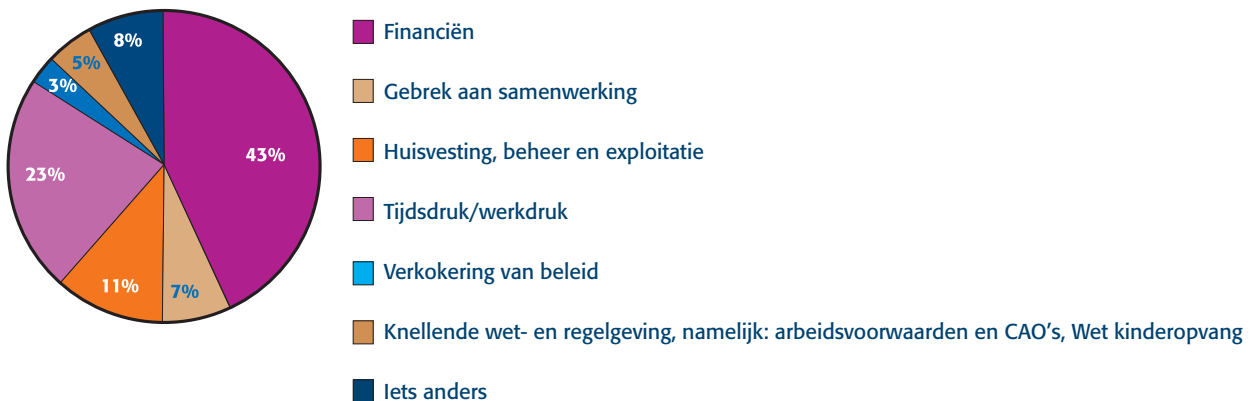 8%
5%
3%
43%
23%
11%
7%
Financiën
Gebrek aan samenwerking
Huisvesting, beheer en exploitatie
Tijdsdruk/werkdruk
Verkokering van beleid
Knellende wet- en regelgeving, namelijk: arbeidsvoorwaarden en CAO's, Wet kinderopvang
Iets anders